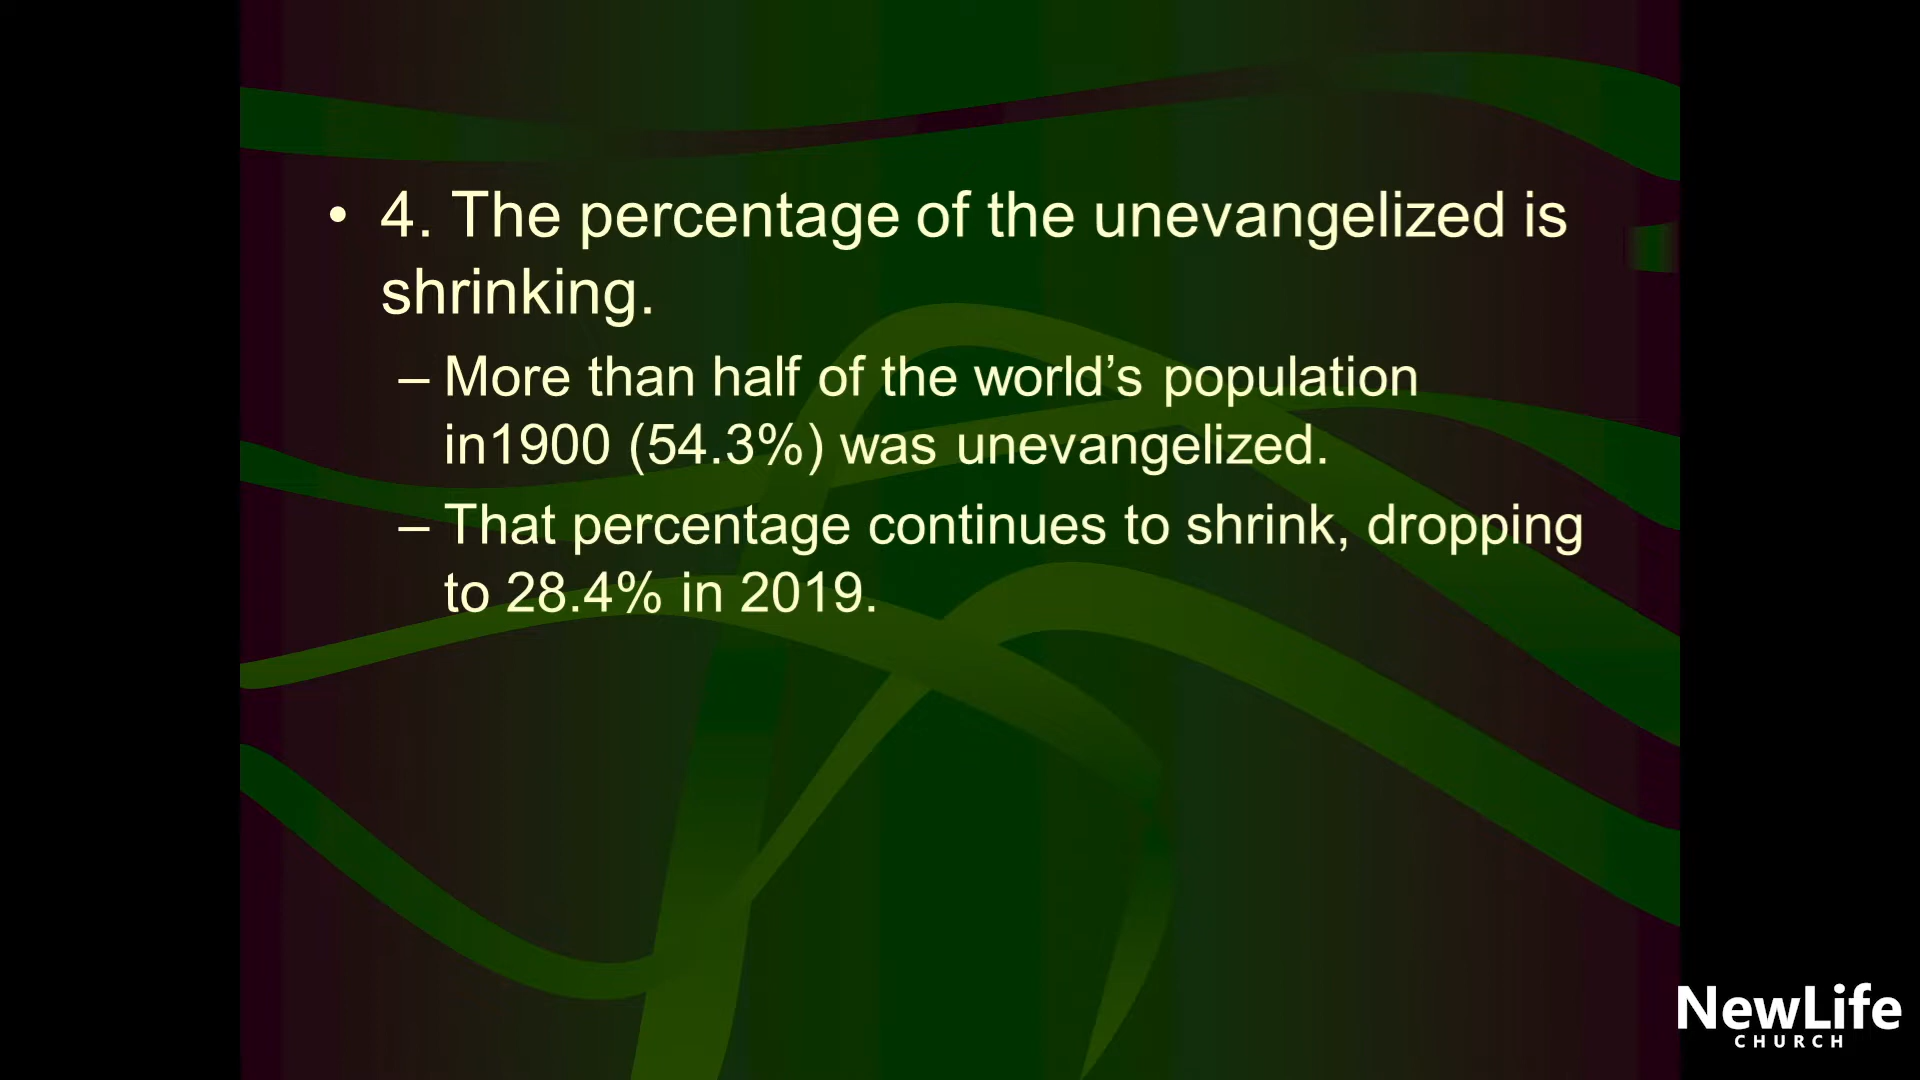 • 4. The percentage of the unevangelized is
shrinking.
– More than half of the world’s population
in1900 (54.3%) was unevangelized.
– That percentage continues to shrink, dropping
to 28.4% in 2019.
NewLife
CHURCH